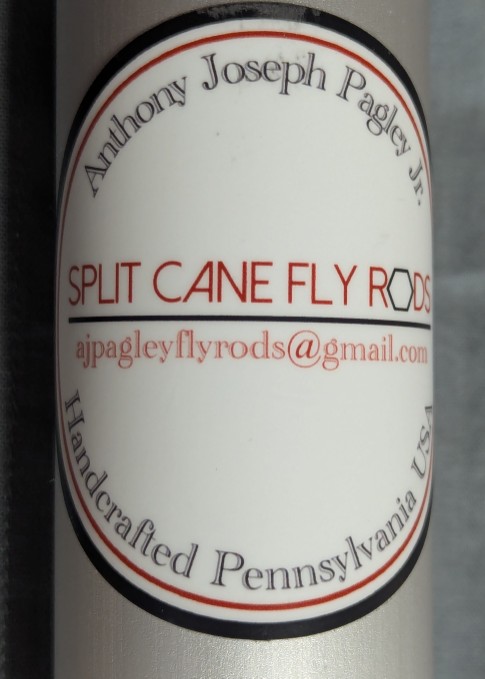 Anthony Joseph Pagley Jr.
SPLIT CANE FLY RODS
ajpagleyflyrods@gmail.com
Handcrafted Pennsylvania USA